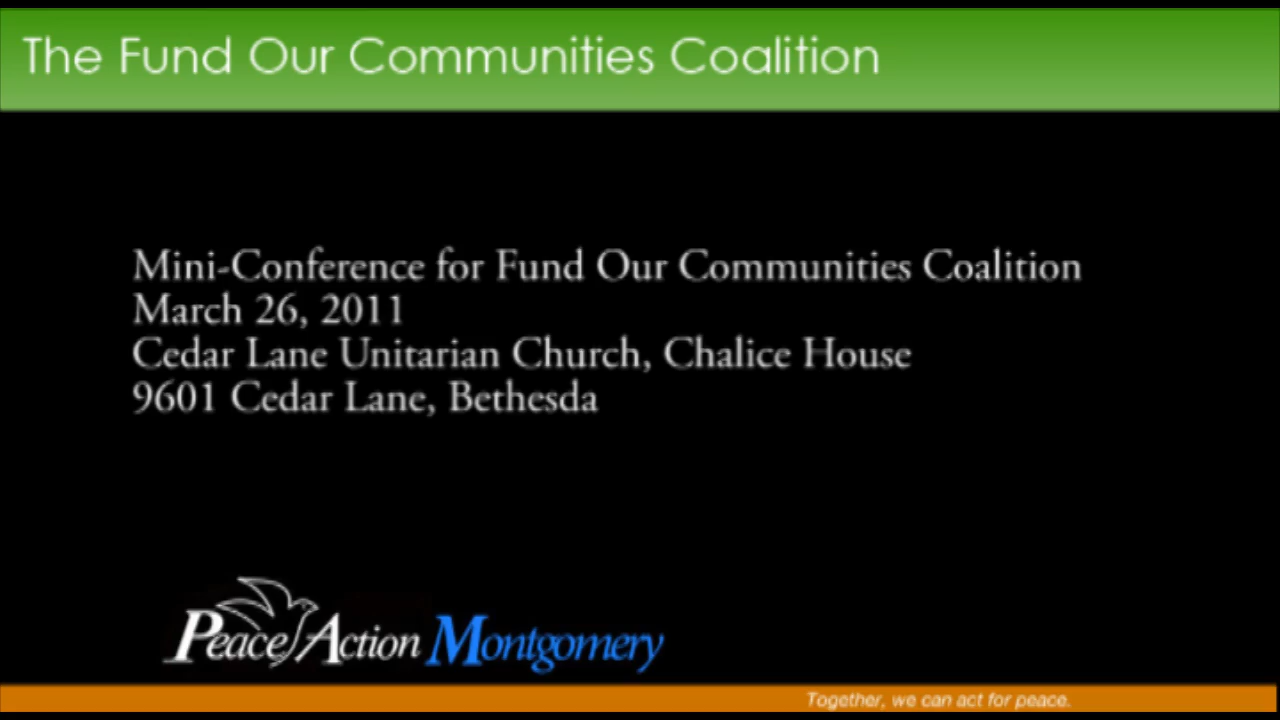 The Fund Our Communities Coalition
Mini-Conference for Fund Our Communities Coalition
March 26, 2011
Cedar Lane Unitarian Church, Chalice House
9601 Cedar Lane, Bethesda
Peace Action Montgomery
Together, we can act for peace.